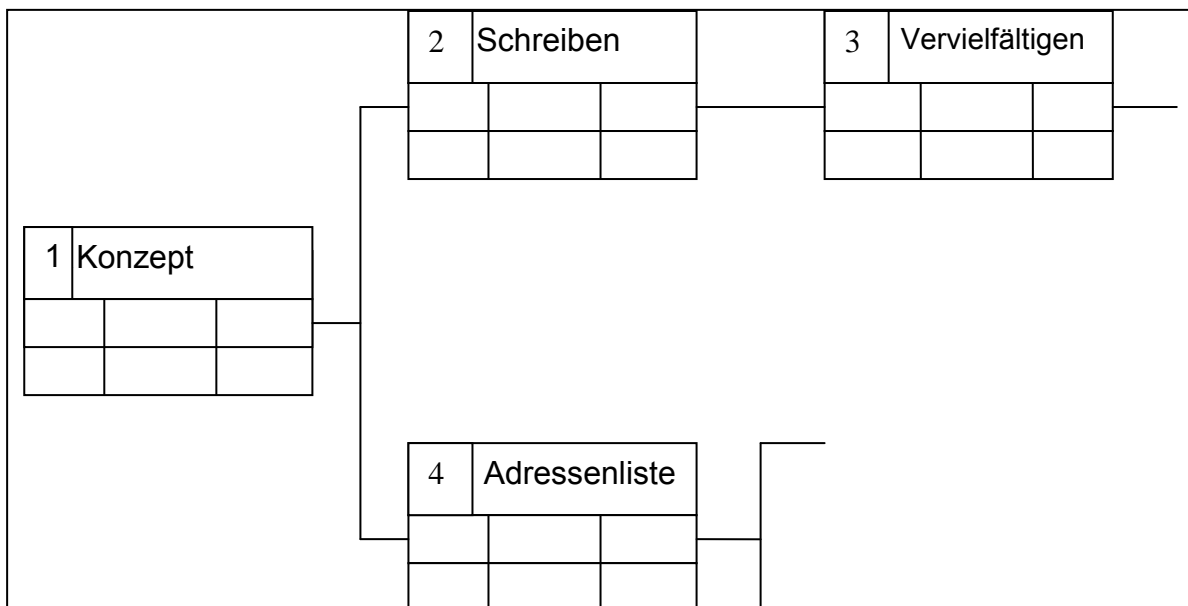 2 Schreiben
3 Vervielfältigen
1 Konzept
4 Adressenliste